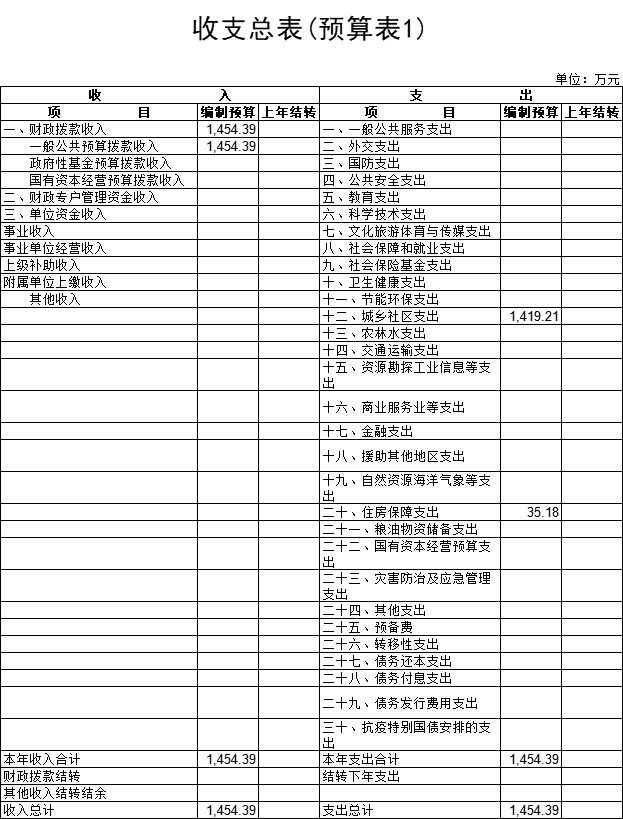 收支总表(预算表1)
单位：万元
收 入 支 出
项 目 编制预算 上年结转 项 目 编制预算 上年结转
一、财政拨款收入 1,454.39 一、一般公共服务支出
一般公共预算拨款收入 1,454.39 二、外交支出
政府性基金预算拨款收入 三、国防支出
国有资本经营预算拨款收入 四、公共安全支出
二、财政专户管理资金收入 五、教育支出
三、单位资金收入 六、科学技术支出
事业收入 七、文化旅游体育与传媒支出
事业单位经营收入 八、社会保障和就业支出
上级补助收入 九、社会保险基金支出
附属单位上缴收入 十、卫生健康支出
其他收入 十一、节能环保支出
十二、城乡社区支出 1,419.21
十三、农林水支出
十四、交通运输支出
十五、资源勘探工业信息等支
出
十六、商业服务业等支出
十七、金融支出
十八、援助其他地区支出
十九、自然资源海洋气象等支
出
二十、住房保障支出 35.18
二十一、粮油物资储备支出
二十二、国有资本经营预算支
出
二十三、灾害防治及应急管理
支出
二十四、其他支出
二十五、预备费
二十六、转移性支出
二十七、债务还本支出
二十八、债务付息支出
二十九、债务发行费用支出
三十、抗疫特别国债安排的支
出
本年收入合计 1,454.39 本年支出合计 1,454.39
财政拨款结转 结转下年支出
其他收入结转结余
收入总计 1,454.39 支出总计 1,454.39